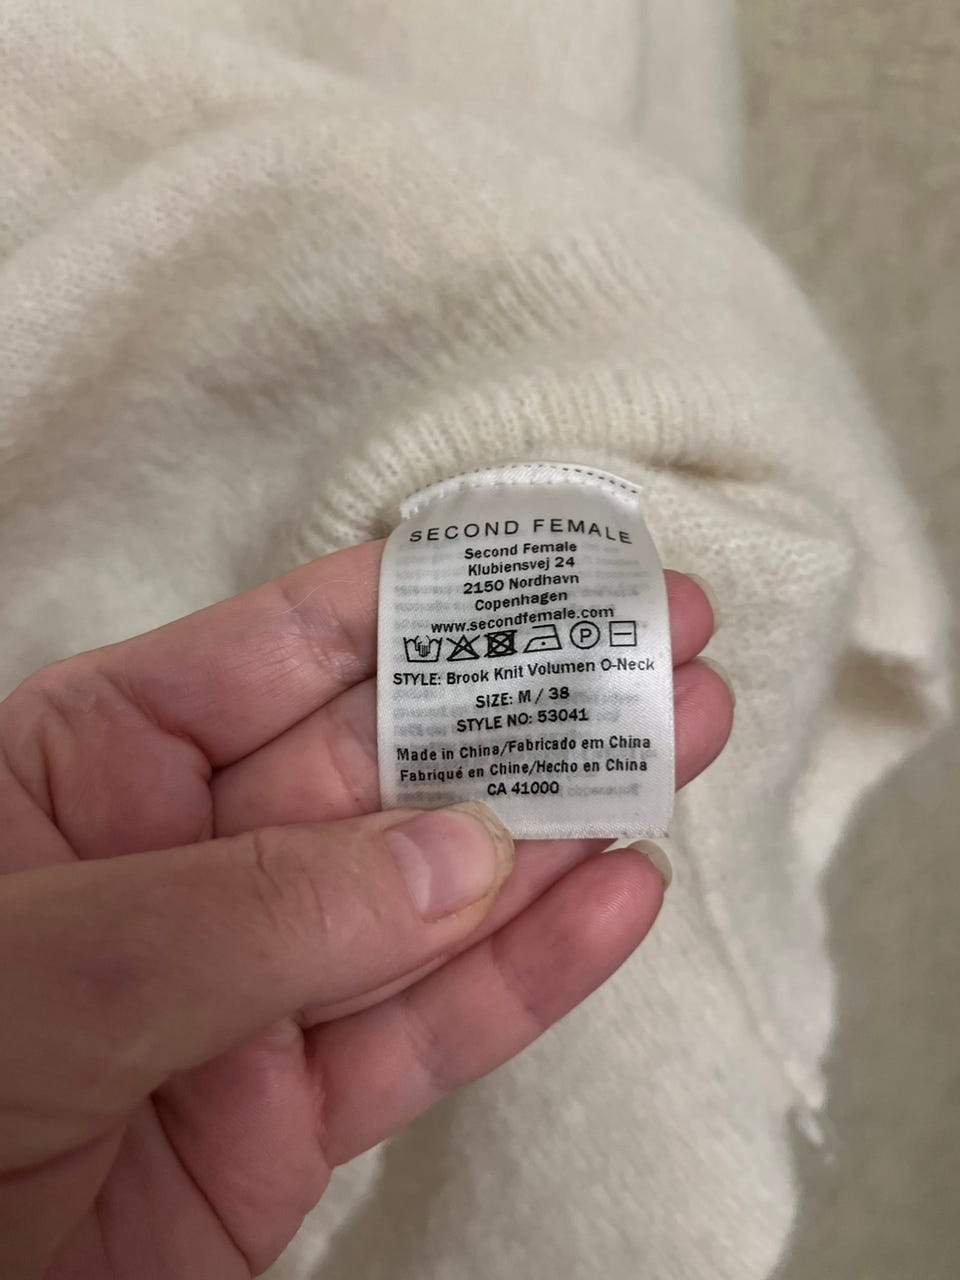 SECOND FEMALE
Second Female
Klubiensvej 24
2150 Nordhavn
Copenhagen
www.secondfemale.com
P
STYLE: Brook Knit Volumen O-Neck
SIZE: M / 38
STYLE NO: 53041
Made in China/Fabricado em China
Fabriqué en Chine/Hecho en China
CA 41000